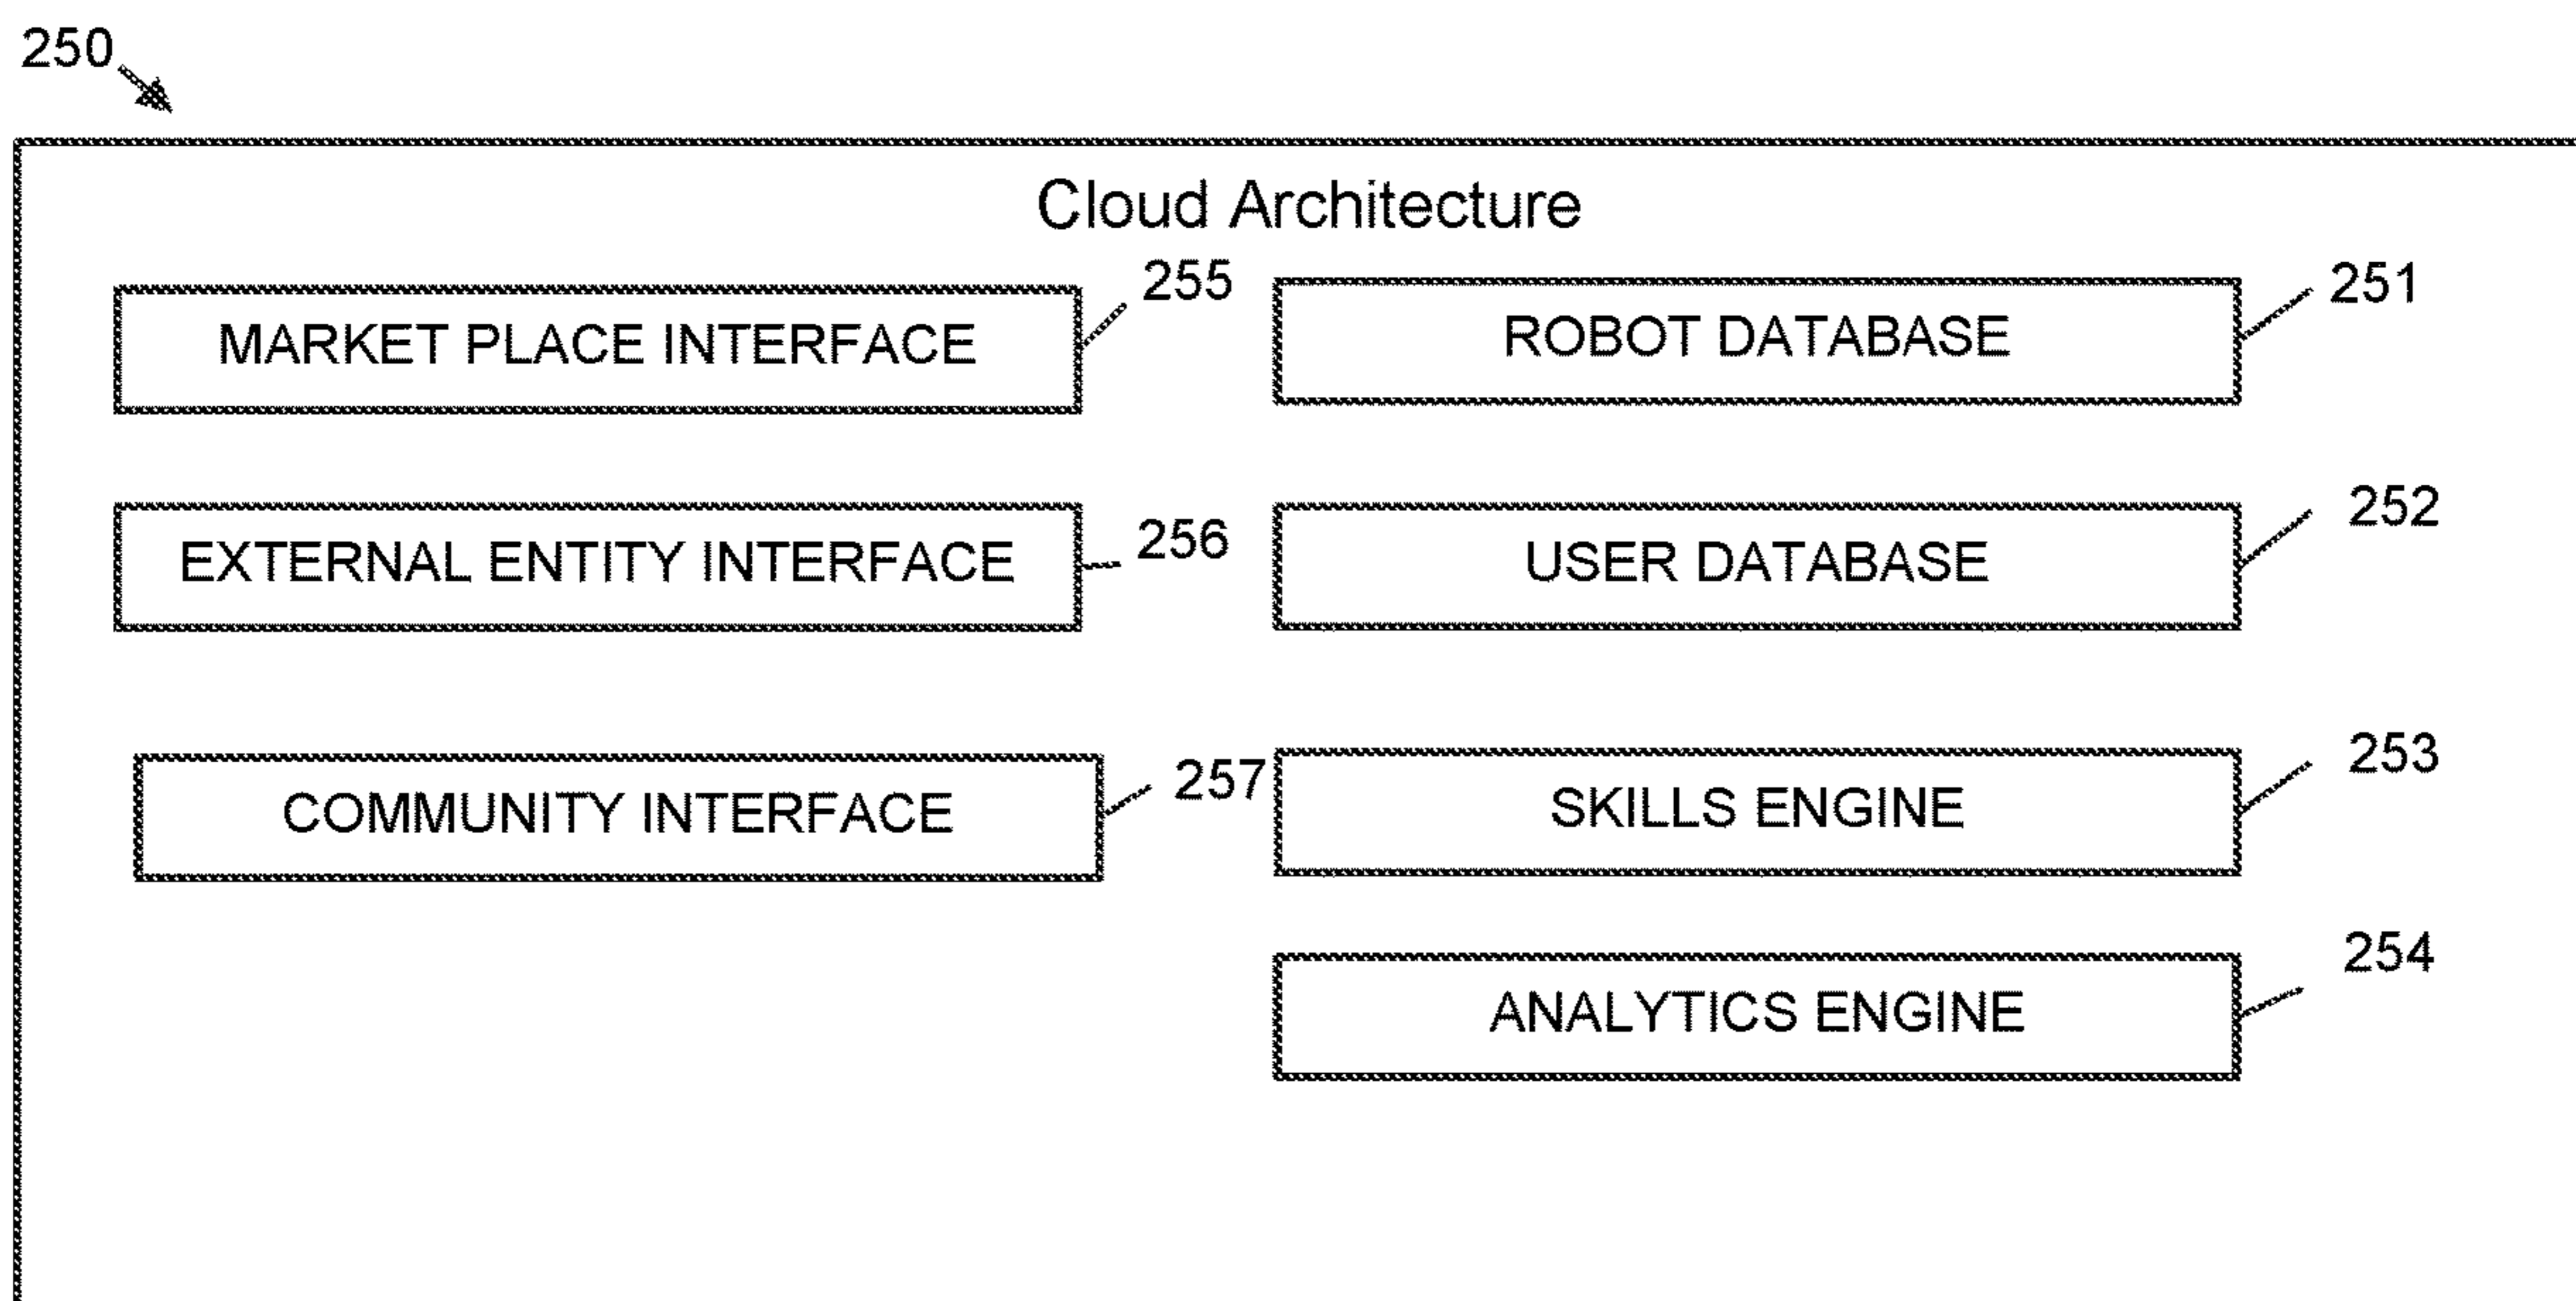 250
Cloud Architecture
MARKET PLACE INTERFACE
255
ROBOT DATABASE
251
EXTERNAL ENTITY INTERFACE
256
USER DATABASE
252
COMMUNITY INTERFACE
257
SKILLS ENGINE
253
ANALYTICS ENGINE
254